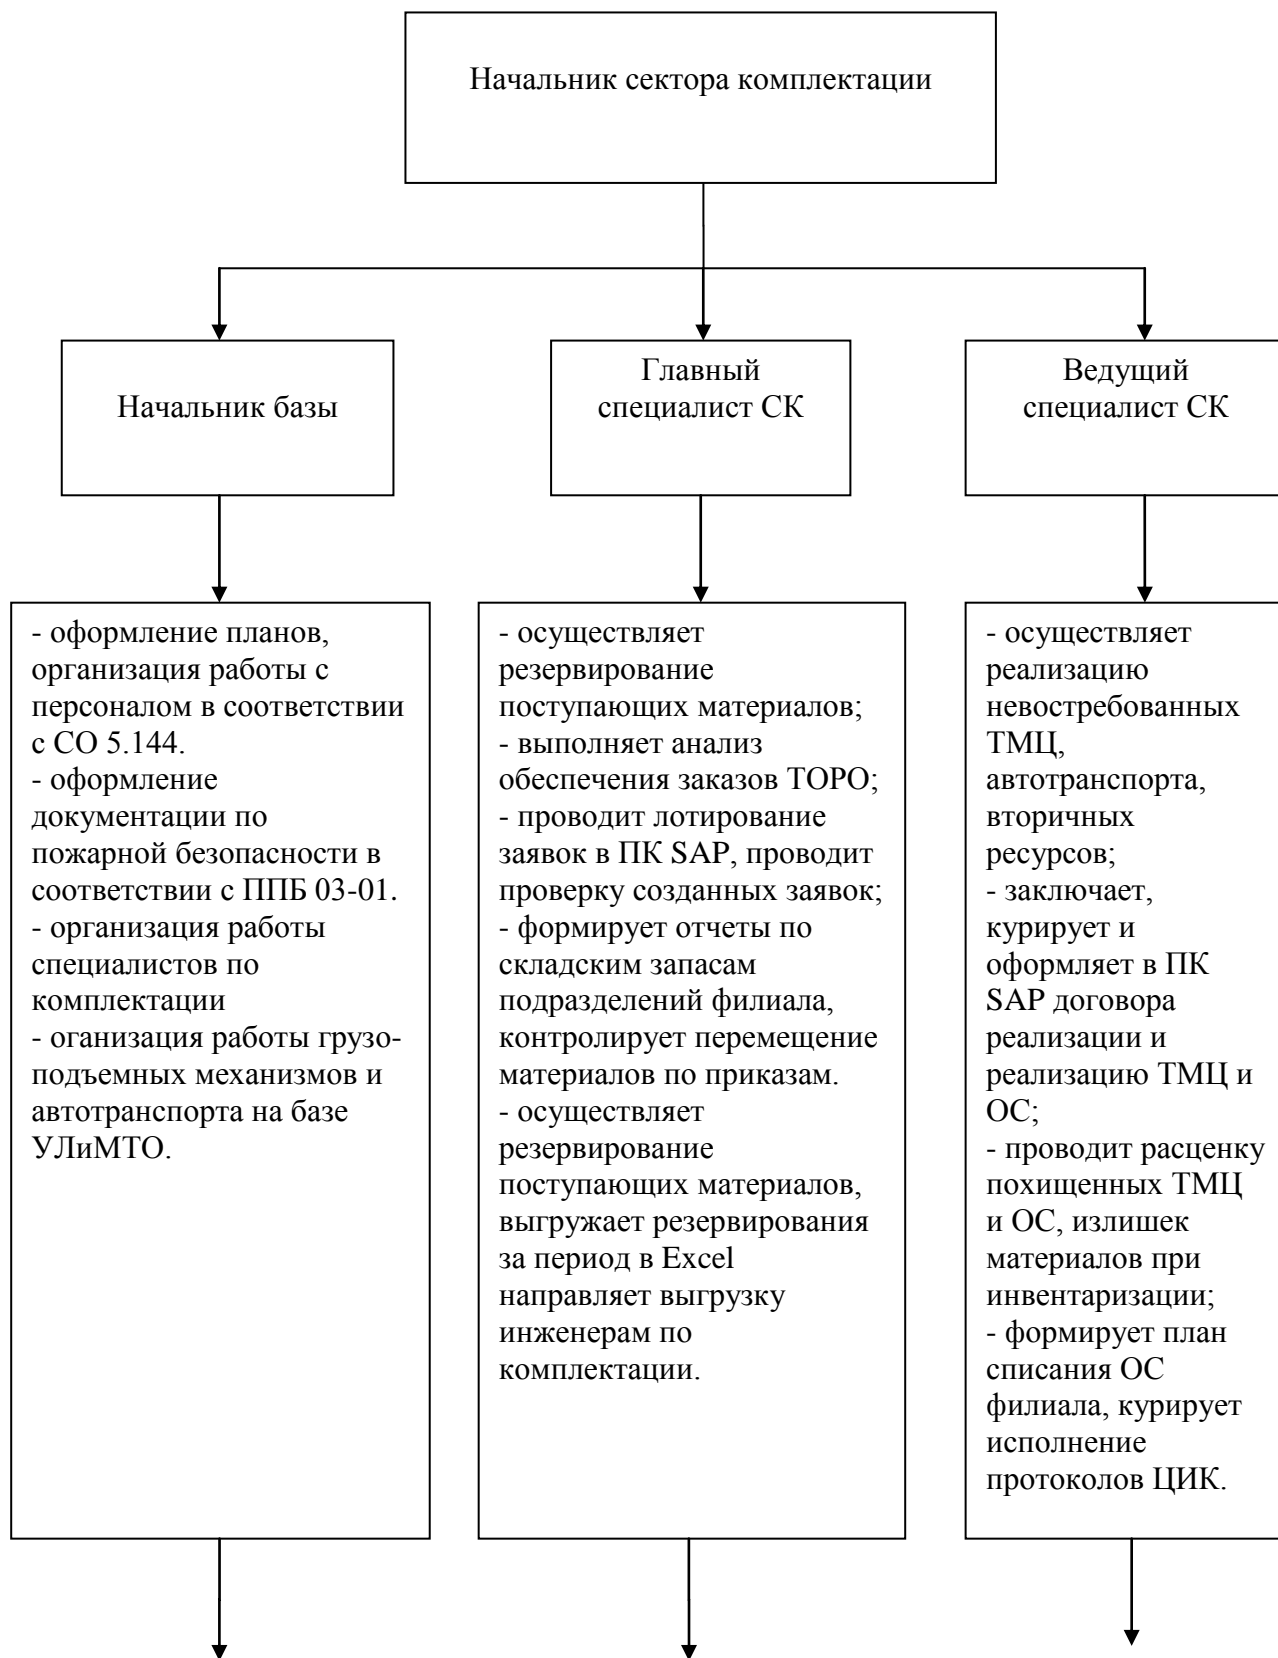 Начальник сектора комплектации
Начальник базы
Главный
специалист СК
Ведущий
специалист СК
- оформление планов,
организация работы с
персоналом в соответствии
с СО 5.144.
- оформление
документации по
пожарной безопасности в
соответствии с ППБ 03-01.
- организация работы
специалистов по
комплектации
- оганизация работы грузо-
подъемных механизмов и
автотранспорта на базе
УЛиМТО.
- осуществляет
резервирование
поступающих материалов;
- выполняет анализ
обеспечения заказов ТОРО;
- проводит лотирование
заявок в ПК SAP, проводит
проверку созданных заявок;
- формирует отчеты по
складским запасам
подразделений филиала,
контролирует перемещение
материалов по приказам.
- осуществляет
резервирование
поступающих материалов,
выгружает резервирования
за период в Excel
направляет выгрузку
инженерам по
комплектации.
- осуществляет
реализацию
невостребованных
ТМЦ,
автотранспорта,
вторичных
ресурсов;
- заключает,
курирует и
оформляет в ПК
SAP договора
реализации и
реализацию ТМЦ и
ОС;
- проводит расценку
похищенных ТМЦ
и ОС, излишек
материалов при
инвентаризации;
- формирует план
списания ОС
филиала, курирует
исполнение
протоколов ЦИК.